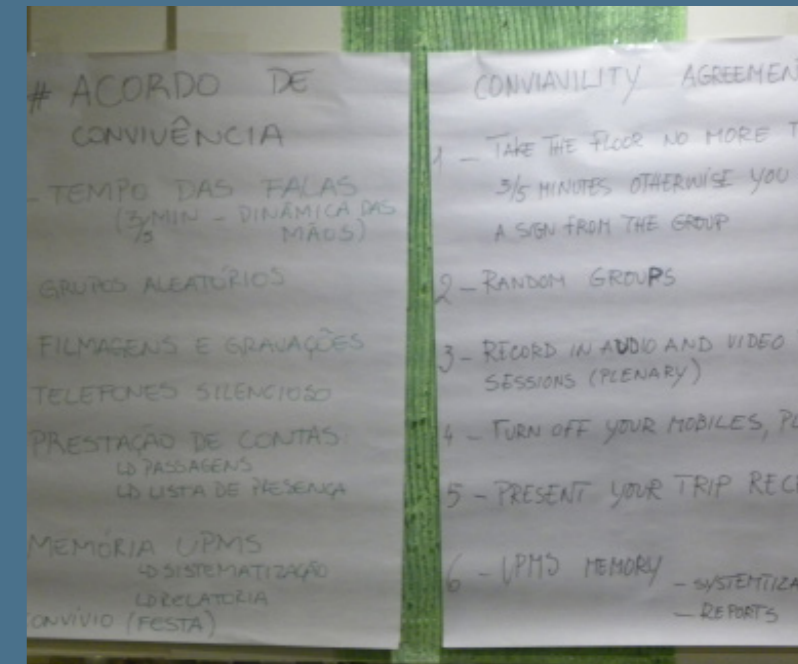 # ACORDO DE
CONVIVÊNCIA
- TEMPO DAS FALAS
(3/5 MIN - DINÂMICA DAS
MÃOS)
GRUPOS ALEATÓRIOS
FILMAGENS E GRAVAÇÕES
TELEFONES SILENCIOSO
PRESTAÇÃO DE CONTAS:
↳ PASSAGENS
↳ LISTA DE PRESENÇA
MEMÓRIA UPMS
↳ SISTEMATIZAÇÃO
↳ RELATORIA
CONVÍVIO (FESTA)
CONVIAVILITY AGREEMEN
1 - TAKE THE FLOOR NO MORE T
3/5 MINUTES OTHERWISE YOU
A SIGN FROM THE GROUP
2 - RANDOM GROUPS
3 - RECORD IN AUDIO AND VIDEO
SESSIONS (PLENARY)
4 - TURN OFF YOUR MOBILES, PL
5 - PRESENT YOUR TRIP RECE
6 - UPMS MEMORY
- SYSTEMTIZA
- REPORTS